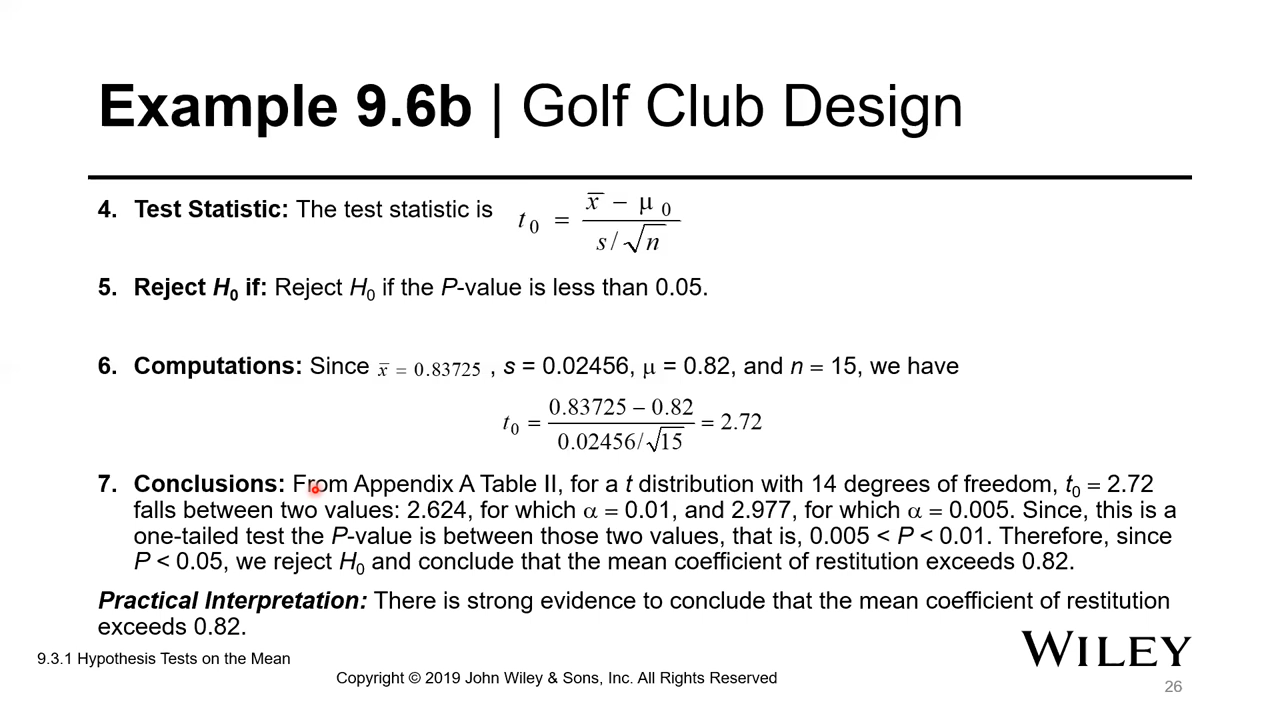 Example 9.6b | Golf Club Design
4. Test Statistic: The test statistic is t₀ = (x̅ − μ₀) / (s/√n)
5. Reject H₀ if: Reject H₀ if the P-value is less than 0.05.
6. Computations: Since x̅ = 0.83725 , s = 0.02456, μ = 0.82, and n = 15, we have
t₀ = (0.83725 − 0.82) / (0.02456/√15) = 2.72
7. Conclusions: From Appendix A Table II, for a t distribution with 14 degrees of freedom, t₀ = 2.72
falls between two values: 2.624, for which α = 0.01, and 2.977, for which α = 0.005. Since, this is a
one-tailed test the P-value is between those two values, that is, 0.005 < P < 0.01. Therefore, since
P < 0.05, we reject H₀ and conclude that the mean coefficient of restitution exceeds 0.82.
Practical Interpretation: There is strong evidence to conclude that the mean coefficient of restitution
exceeds 0.82.
9.3.1 Hypothesis Tests on the Mean
Copyright © 2019 John Wiley & Sons, Inc. All Rights Reserved
WILEY
26